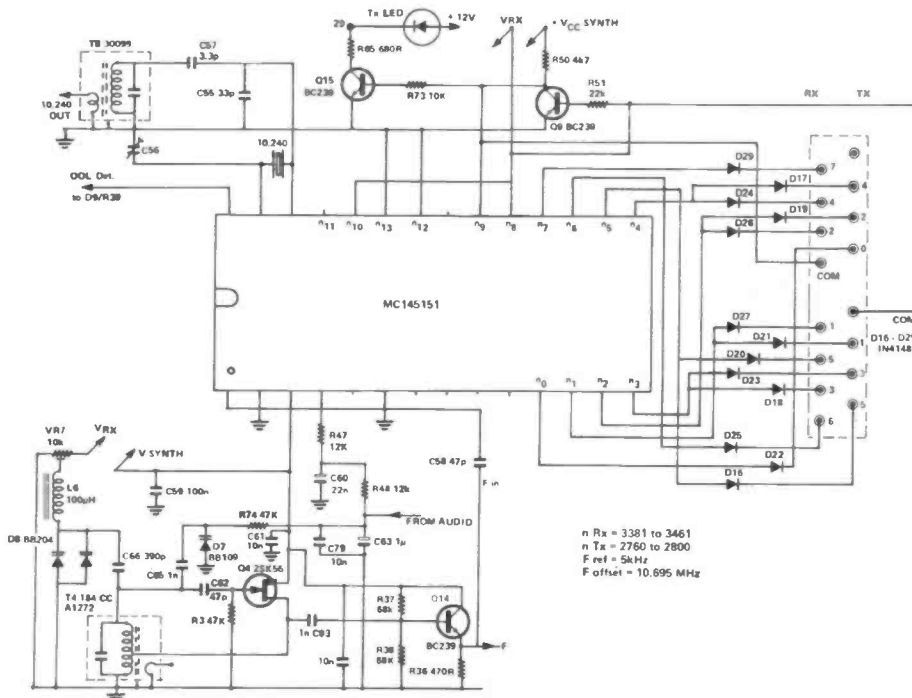 Tx LED
+ 12V
VRX
+ VCC SYNTH
29
R85 680R
R50 4k7
T8 30099
C57
3.3p
C55 33p
Q15
BC239
R73 10K
R51
22k
Q9 BC239
RX TX
10.240
OUT
C56
10.240
OOL Det.
to D9/R39
D29
D17
D24
D19
D26
7
4
4
2
2
0
COM
n11 n10 n13 n12 n9 n8 n7 n6 n5 n4
MC145151
n0 n1 n2 n3
D27
D21
D20
D23
D18
D25
D22
D16
1
1
5
3
3
5
6
COM
D16 - D29
IN4148
VR7
10k
VRX
V SYNTH
L6
100µH
C59 100n
R47
12K
C60
22n
R48 12k
C58 47p
F in
FROM AUDIO
R74 47K
D8 BB204
C66 390p
D7
BB109
C61
10n
C79
10n
C63 1µ
C65 1n
Q4 2SK56
C62
47p
T4 184 CC
A1272
R3 47K
1n C83
10n
R37
68k
R38
68K
Q14
BC239
R36 470R
F
n Rx = 3381 to 3461
n Tx = 2760 to 2800
F ref = 5kHz
F offset = 10.695 MHz